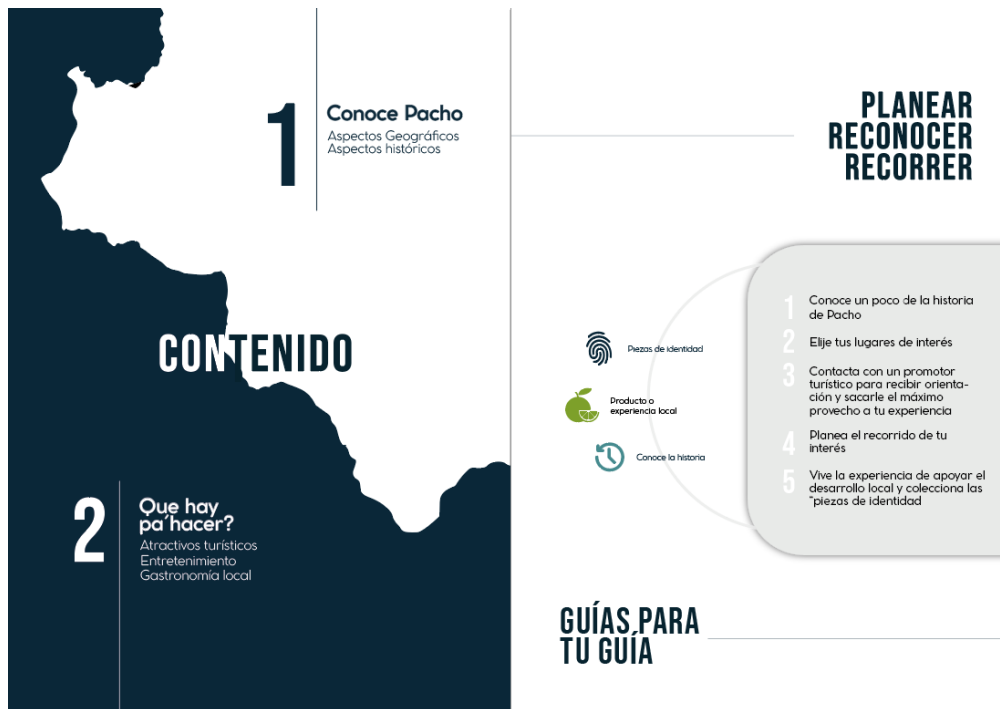 1
Conoce Pacho
Aspectos Geográficos
Aspectos históricos
CONTENIDO
2
Que hay
pa´hacer?
Atractivos turísticos
Entretenimiento
Gastronomía local
PLANEAR
RECONOCER
RECORRER
Piezas de identidad
Producto o
experiencia local
Conoce la historia
1 Conoce un poco de la historia
de Pacho
2 Elije tus lugares de interés
3 Contacta con un promotor
turístico para recibir orienta-
ción y sacarle el máximo
provecho a tu experiencia
4 Planea el recorrido de tu
interés
5 Vive la experiencia de apoyar el
desarrollo local y colecciona las
"piezas de identidad
GUÍAS PARA
TU GUÍA